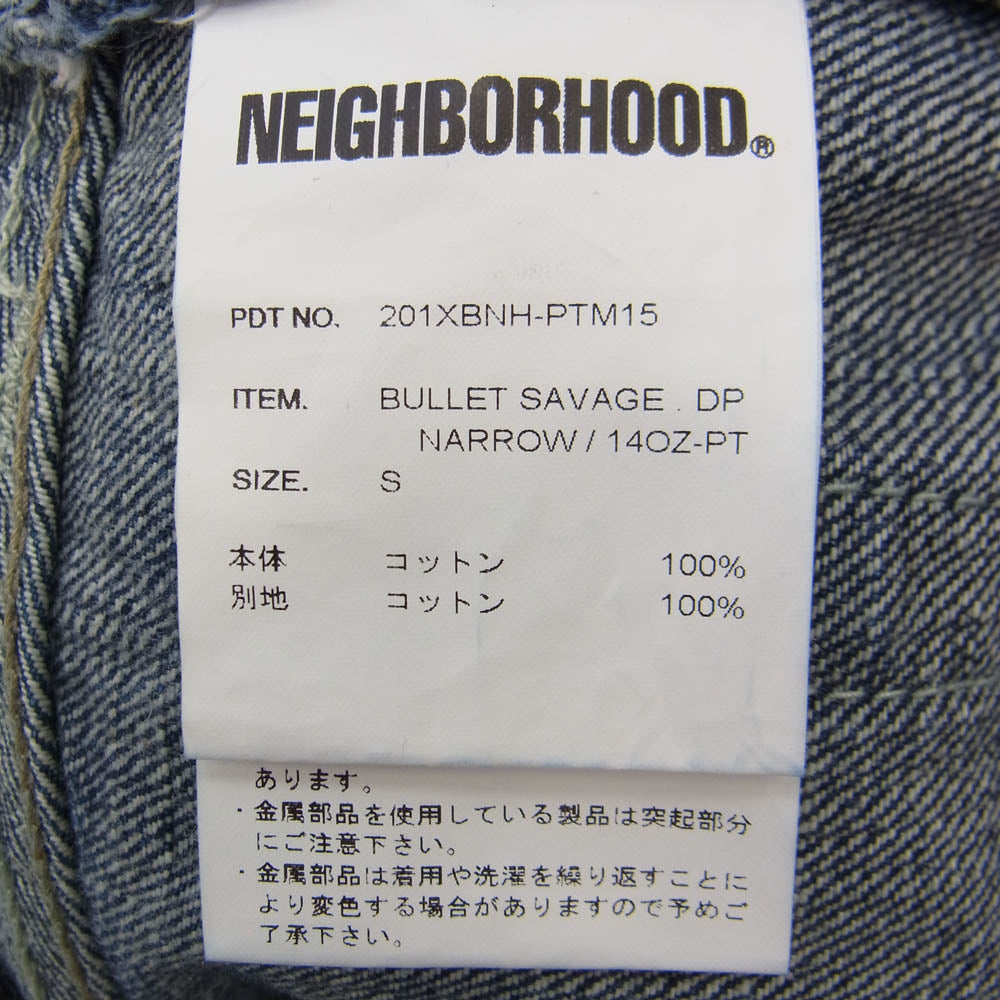 NEIGHBORHOOD®
PDT NO. 201XBNH-PTM15
ITEM. BULLET SAVAGE . DP
NARROW / 14OZ-PT
SIZE. S
本体 コットン 100%
別地 コットン 100%
あります。
・金属部品を使用している製品は突起部分
にご注意下さい。
・金属部品は着用や洗濯を繰り返すことに
より変色する場合がありますので予めご
了承下さい。